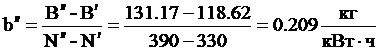 b" = (B" - B') / (N" - N') = (131.17 - 118.62) / (390 - 330) = 0.209 кг / (кВт · ч)